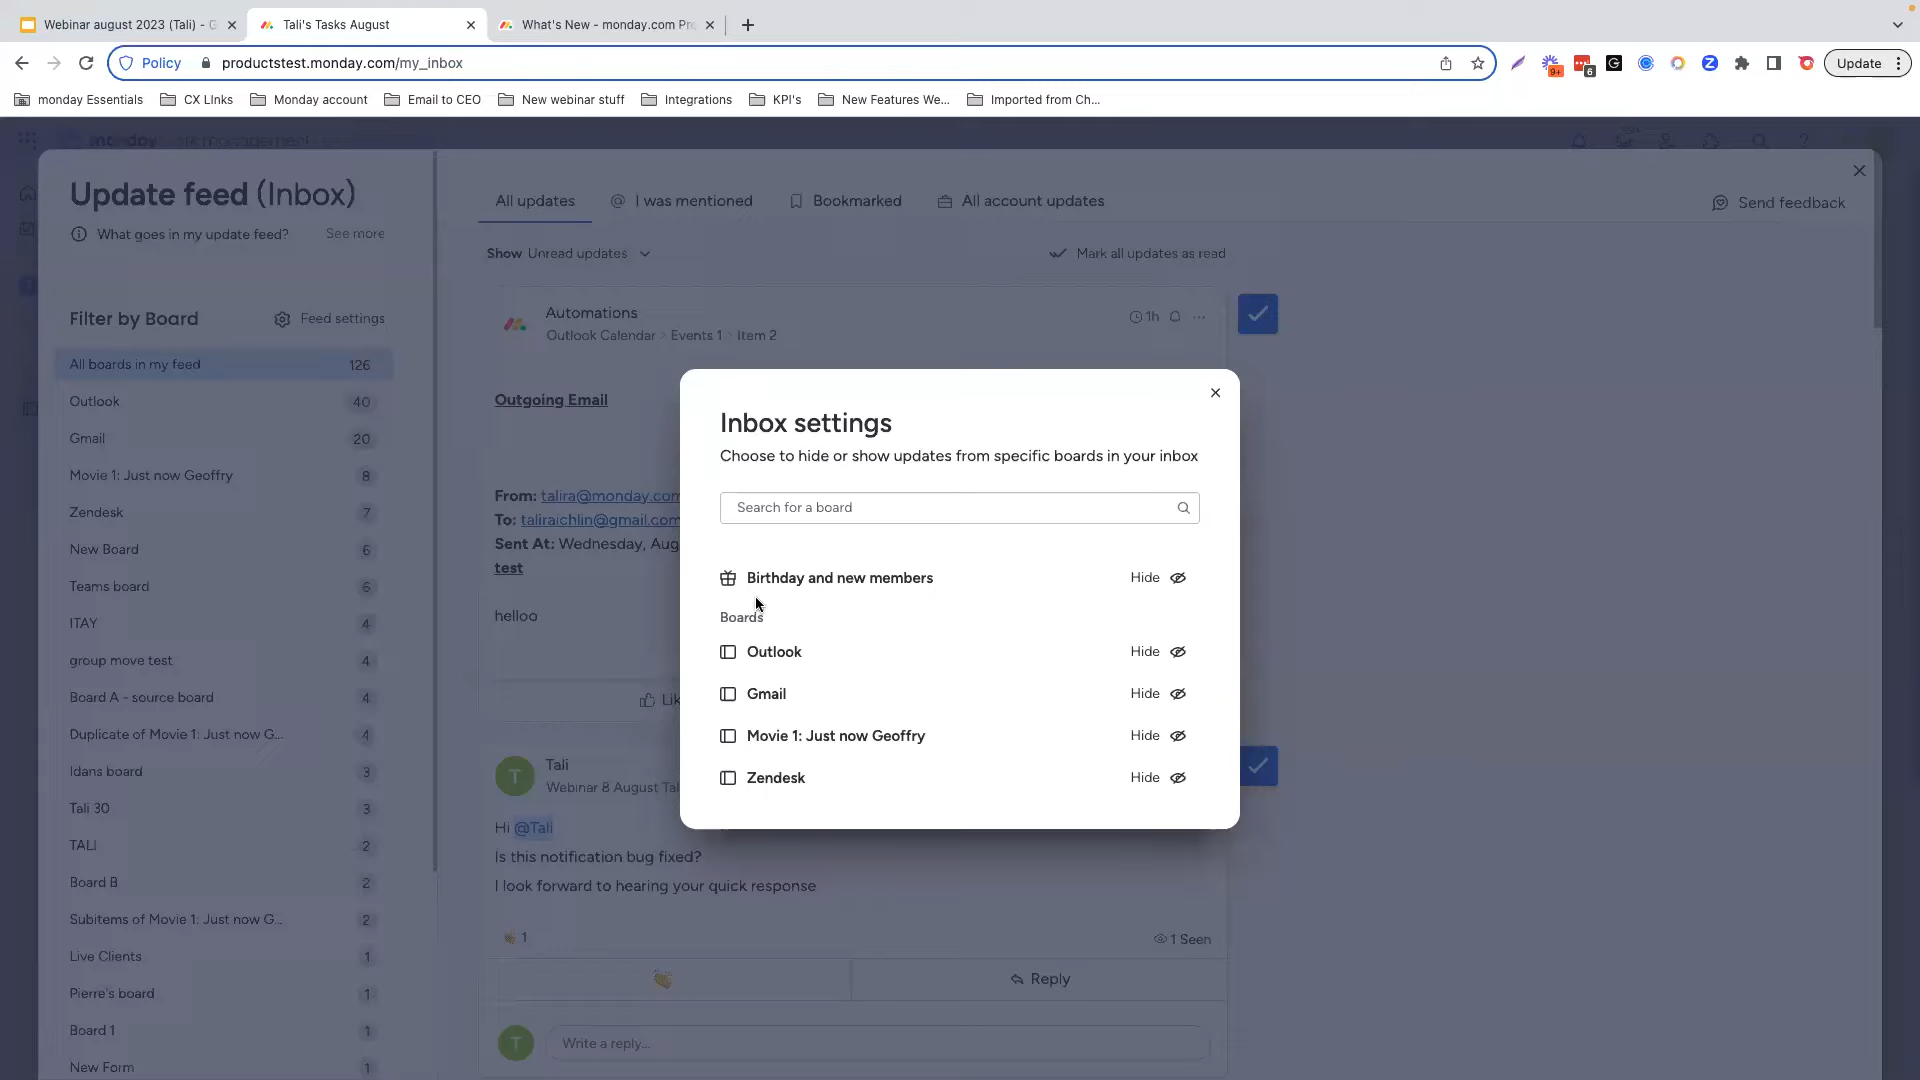 Webinar august 2023 (Tali) - G
Tali's Tasks August
What's New - monday.com Pro
Policy
productstest.monday.com/my_inbox
9+
6
Update
monday Essentials
CX LInks
Monday account
Email to CEO
New webinar stuff
Integrations
KPI's
New Features We...
Imported from Ch...
monday
Update feed (Inbox)
What goes in my update feed?
See more
Filter by Board
Feed settings
All boards in my feed 126
Outlook 40
Gmail 20
Movie 1: Just now Geoffry 8
Zendesk 7
New Board 6
Teams board 6
ITAY 4
group move test 4
Board A - source board 4
Duplicate of Movie 1: Just now G... 4
Idans board 3
Tali 30 3
TALI 2
Board B 2
Subitems of Movie 1: Just now G... 2
Live Clients 1
Pierre's board 1
Board 1 1
New Form 1
All updates
I was mentioned
Bookmarked
All account updates
Send feedback
Show Unread updates
Mark all updates as read
Automations
Outlook Calendar > Events 1 > Item 2
1h
Outgoing Email
From: talira@monday.com
To: taliraichlin@gmail.com
Sent At: Wednesday, Aug
test
helloo
Lik
Tali
Webinar 8 August Tal
Hi @Tali
Is this notification bug fixed?
I look forward to hearing your quick response
1
1 Seen
Reply
T
T
Write a reply...
Inbox settings
Choose to hide or show updates from specific boards in your inbox
Search for a board
Birthday and new members Hide
Boards
Outlook Hide
Gmail Hide
Movie 1: Just now Geoffry Hide
Zendesk Hide